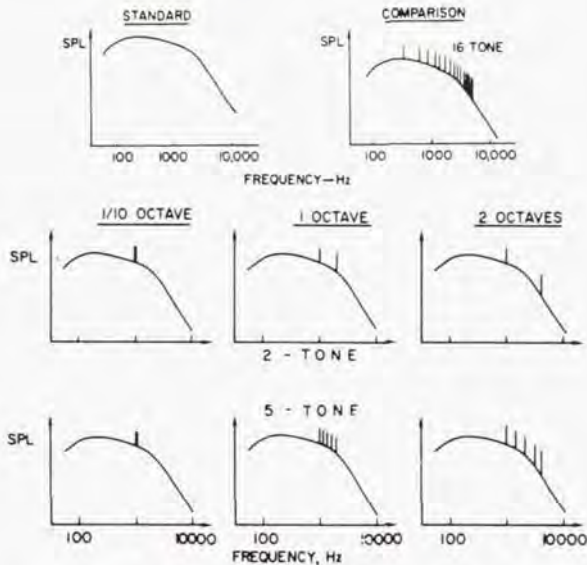 STANDARD
COMPARISON
SPL
SPL
16 TONE
100 1000 10,000
100 1000 10,000
FREQUENCY—Hz
1/10 OCTAVE
1 OCTAVE
2 OCTAVES
SPL
2 - TONE
5 - TONE
SPL
100 10000
100 10000
100 10000
FREQUENCY, Hz